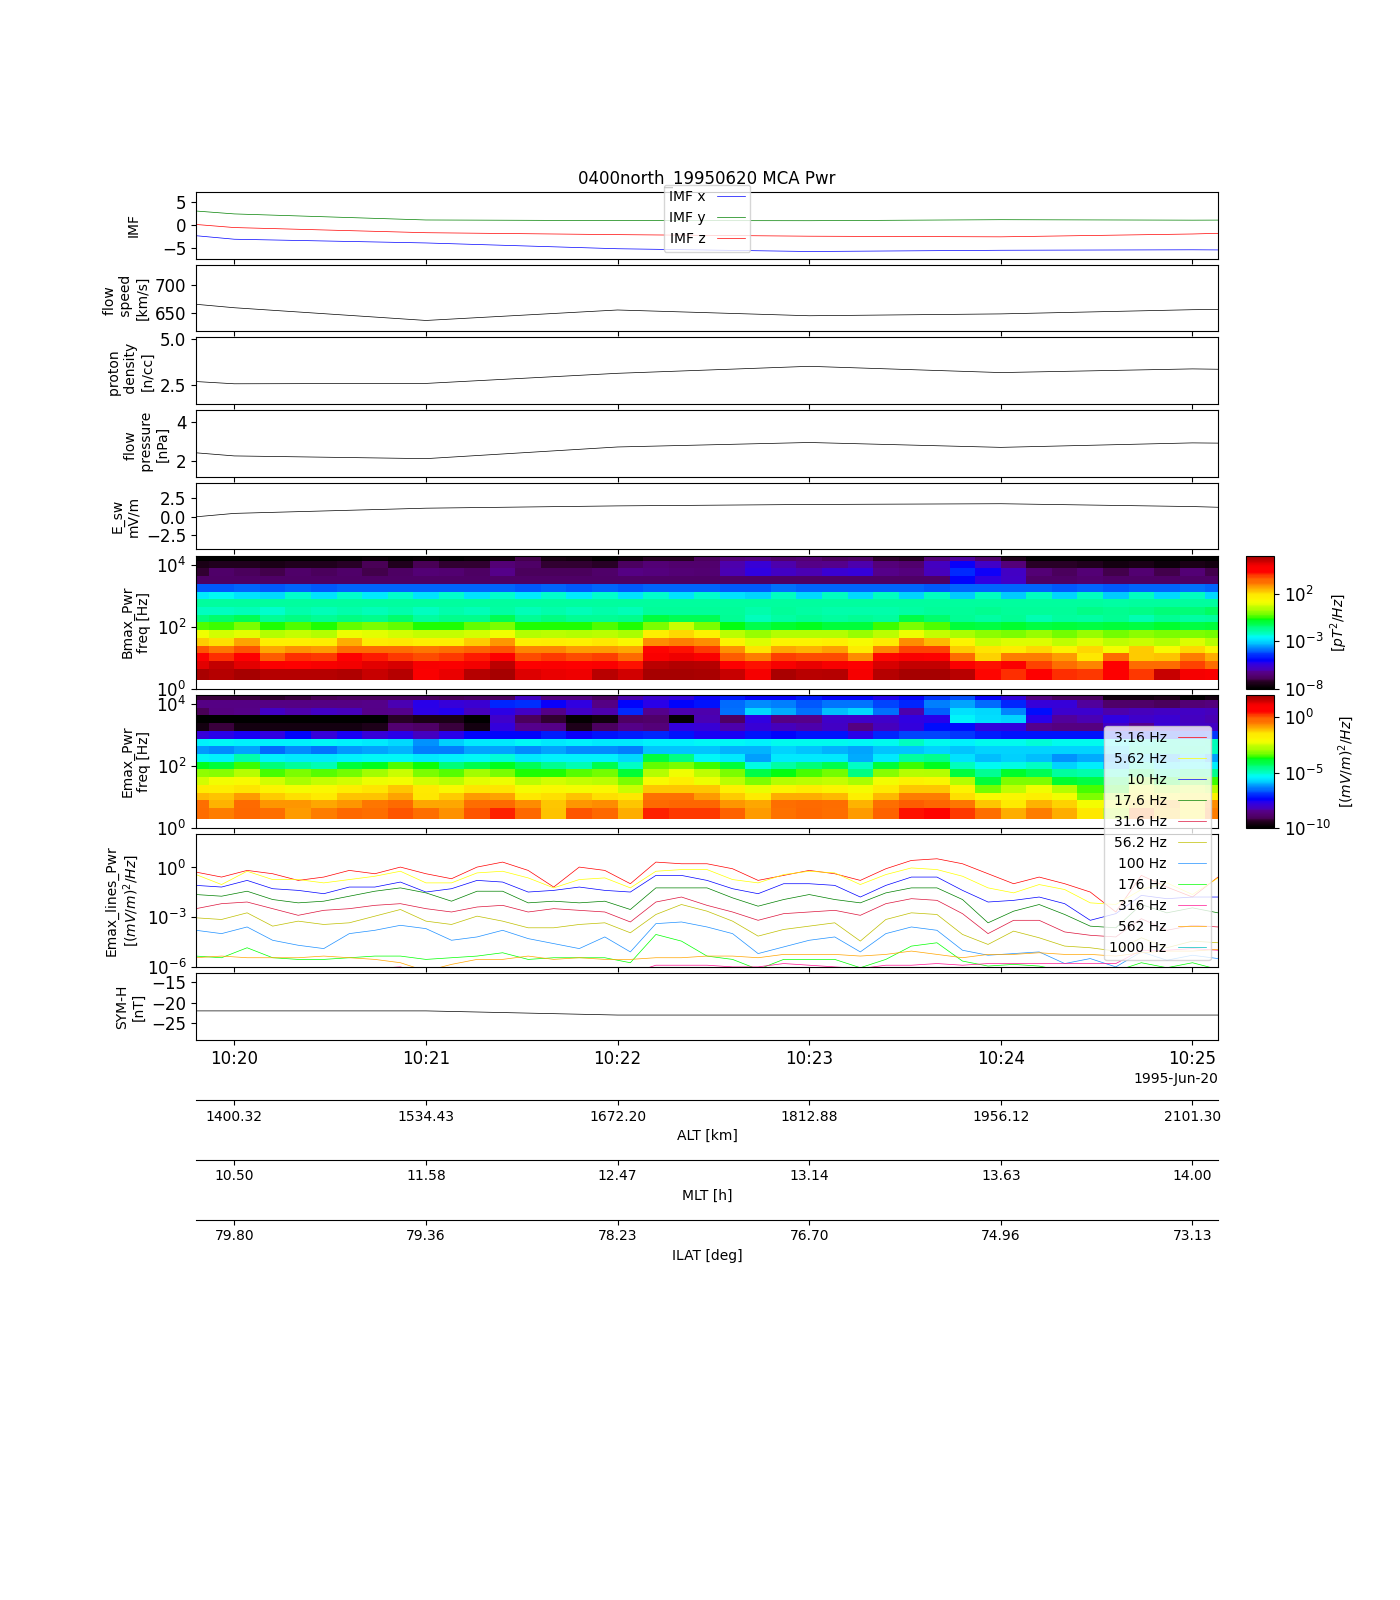 0400north_19950620 MCA Pwr
IMF
5
0
−5
IMF x
IMF y
IMF z
flow
speed
[km/s]
700
650
proton
density
[n/cc]
5.0
2.5
flow
pressure
[nPa]
4
2
E_sw
mV/m
2.5
0.0
−2.5
Bmax_Pwr
freq [Hz]
10^4
10^2
10^0
10^2
10^−3
10^−8
[pT^2/Hz]
Emax_Pwr
freq [Hz]
10^4
10^2
10^0
10^0
10^−5
10^−10
[(mV/m)^2/Hz]
3.16 Hz
5.62 Hz
10 Hz
17.6 Hz
31.6 Hz
56.2 Hz
100 Hz
176 Hz
316 Hz
562 Hz
1000 Hz
Emax_lines_Pwr
[(mV/m)^2/Hz]
10^0
10^−3
10^−6
SYM-H
[nT]
−15
−20
−25
10:20 10:21 10:22 10:23 10:24 10:25
1995-Jun-20
1400.32 1534.43 1672.20 1812.88 1956.12 2101.30
ALT [km]
10.50 11.58 12.47 13.14 13.63 14.00
MLT [h]
79.80 79.36 78.23 76.70 74.96 73.13
ILAT [deg]